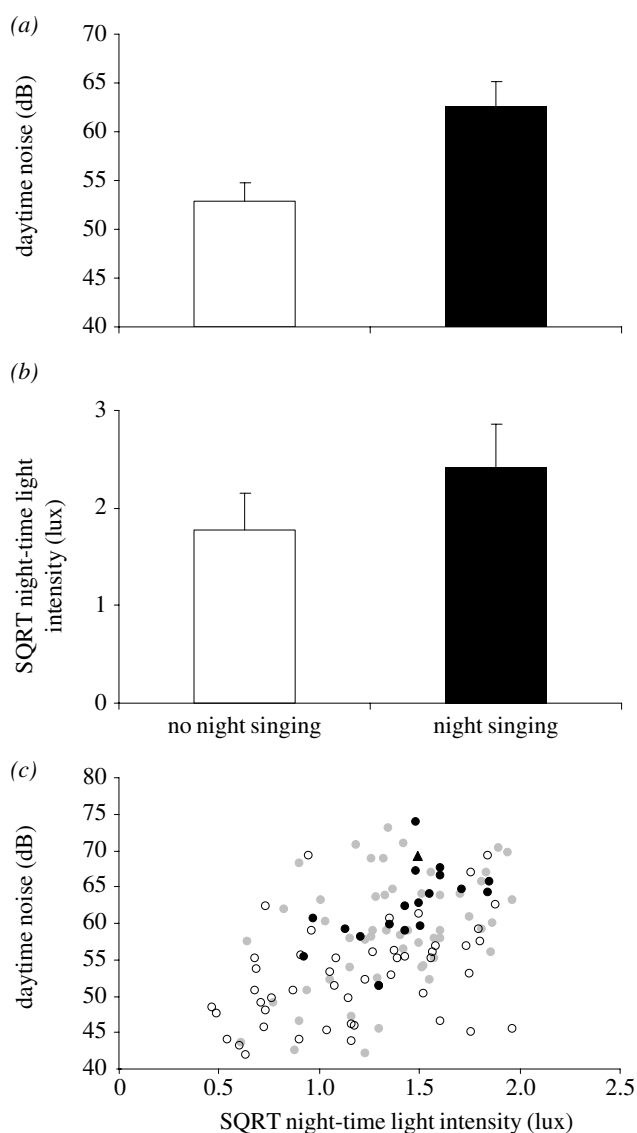 (a)
70
65
60
55
53
45
40
daytime noise (dB)
(b)
3
2
1
0
SQRT night-time light
intensity (lux)
no night singing
night singing
(c)
80
75
70
65
60
55
50
45
40
daytime noise (dB)
0
0.5
1.0
1.5
2.0
2.5
SQRT night-time light intensity (lux)